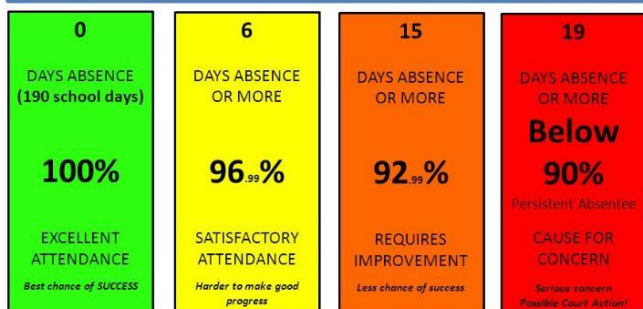 0
DAYS ABSENCE
(190 school days)
100%
EXCELLENT
ATTENDANCE
Best chance of SUCCESS
6
DAYS ABSENCE
OR MORE
96.99%
SATISFACTORY
ATTENDANCE
Harder to make good
progress
15
DAYS ABSENCE
OR MORE
92.99%
REQUIRES
IMPROVEMENT
Less chance of success
19
DAYS ABSENCE
OR MORE
Below
90%
Persistent Absentee
CAUSE FOR
CONCERN
Serious concern
Possible Court Action!